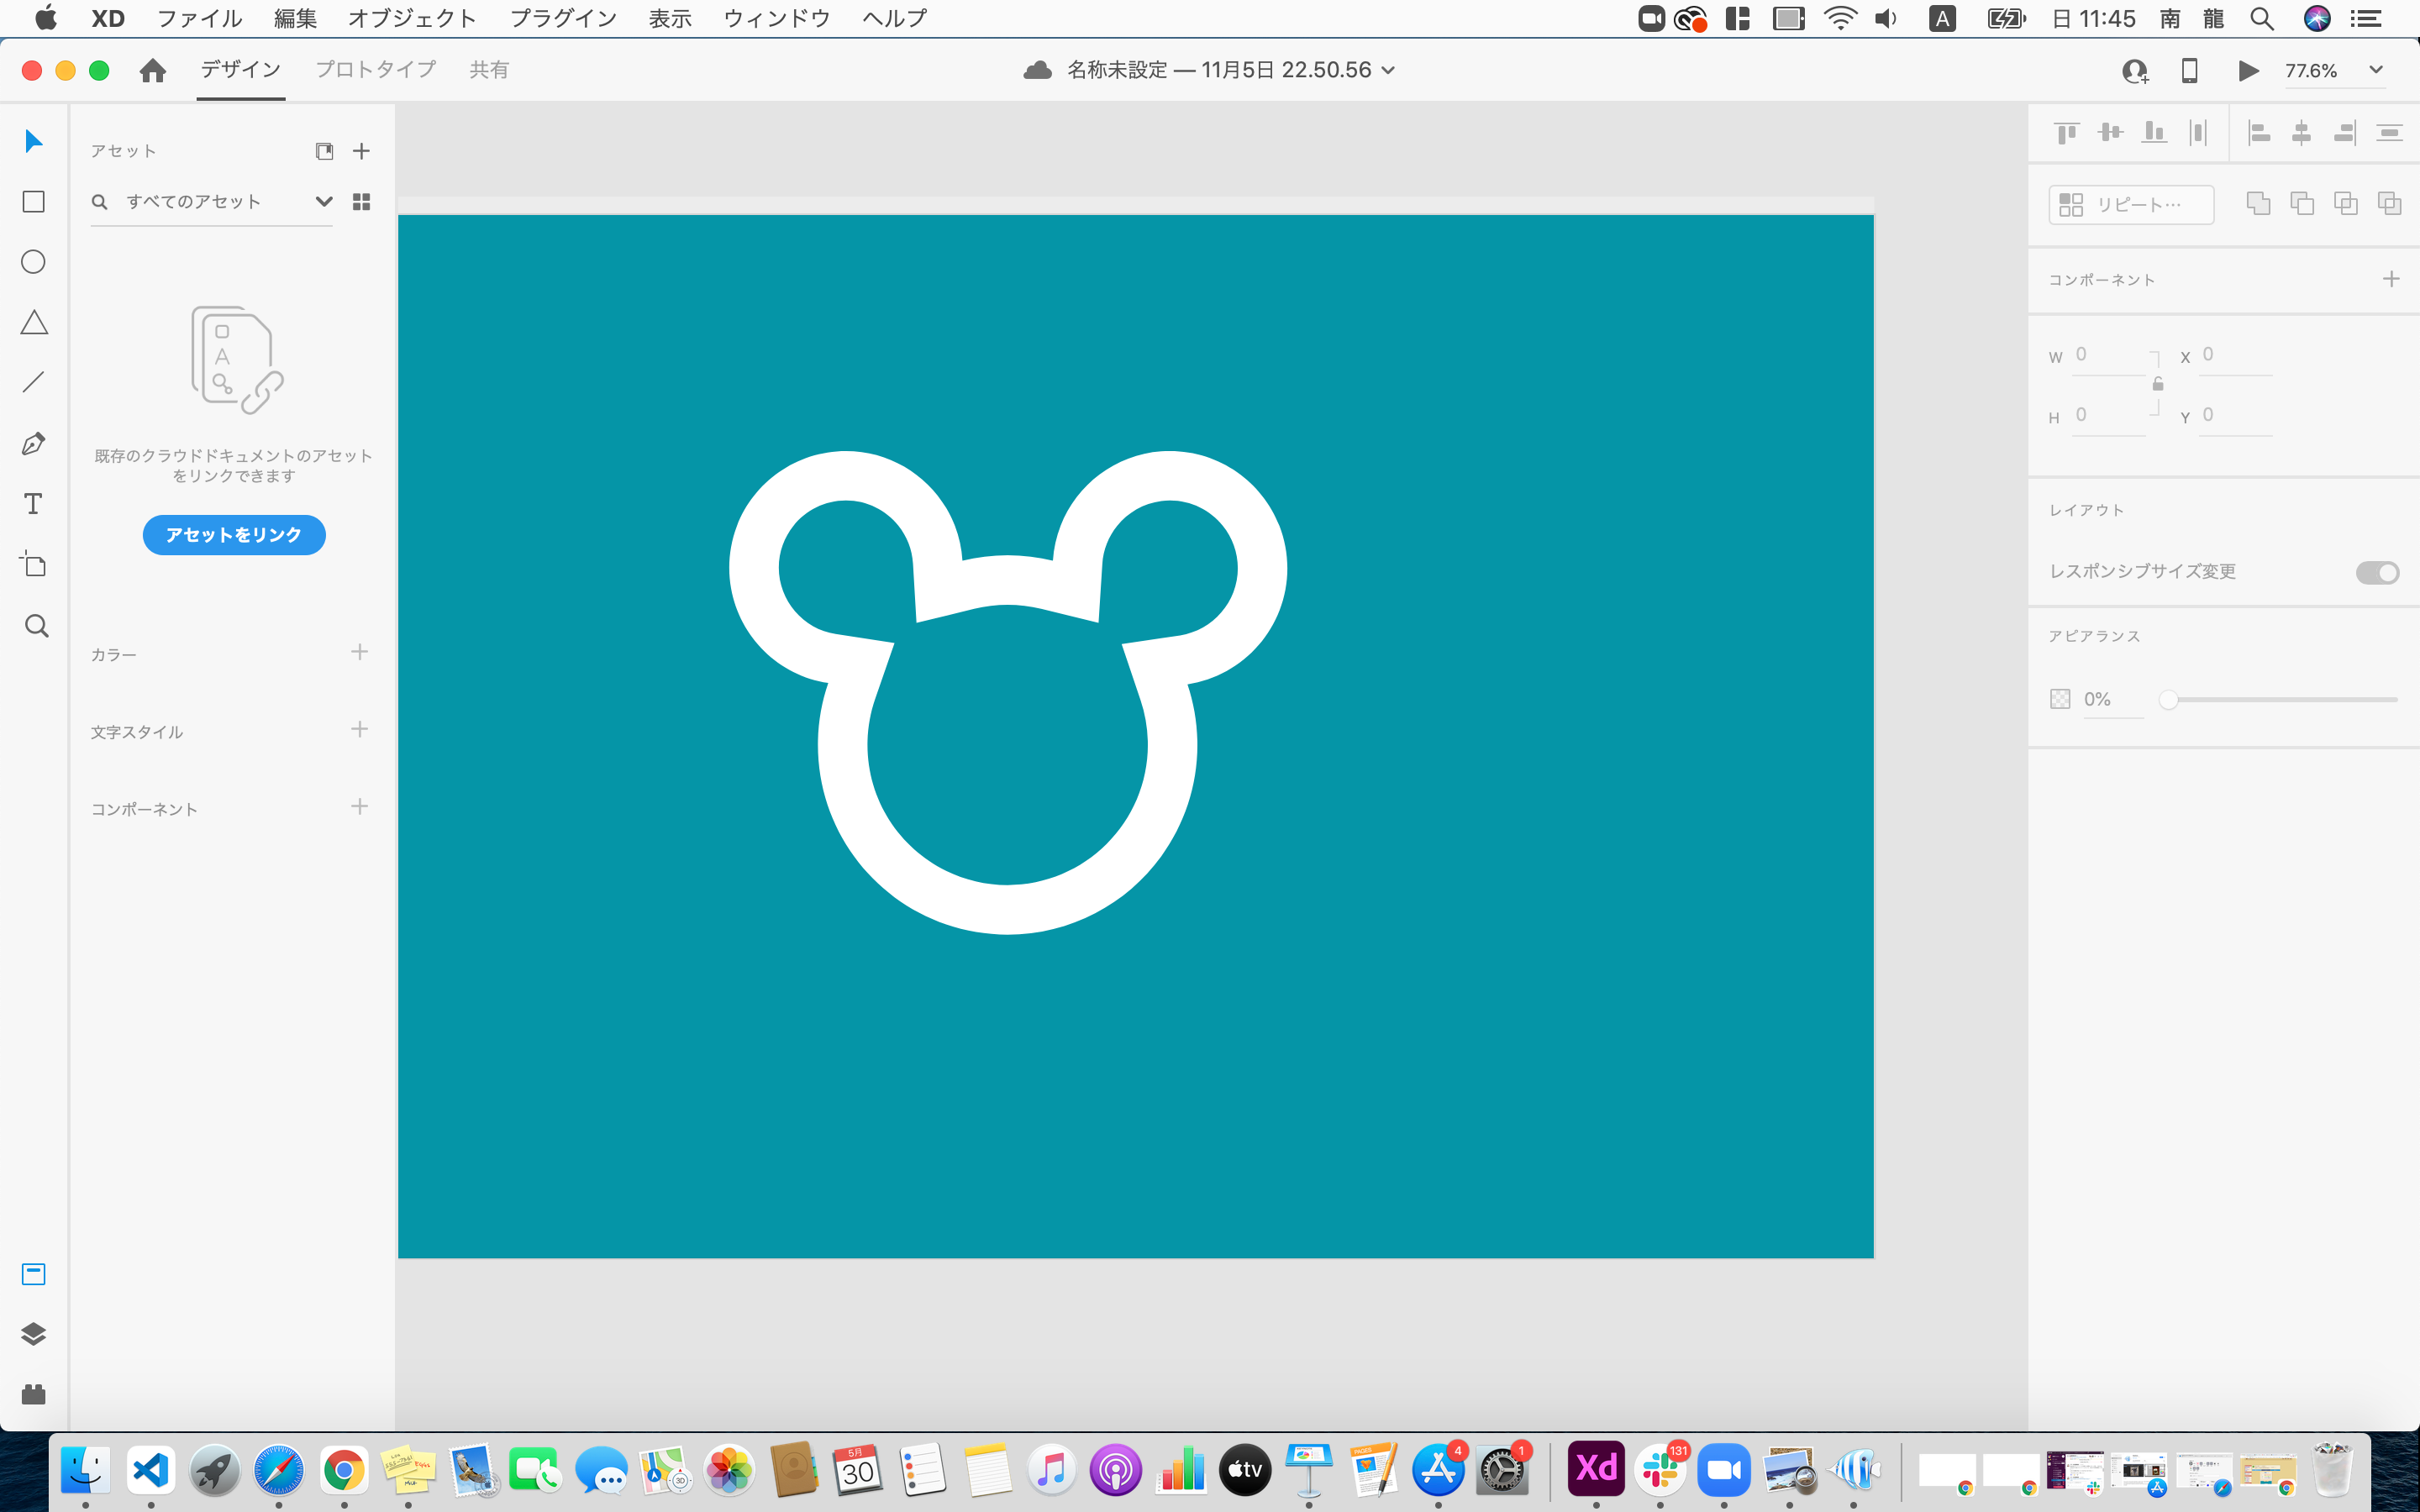 XD ファイル 編集 オブジェクト プラグイン 表示 ウィンドウ ヘルプ A 日 11:45 南 龍
デザイン プロトタイプ 共有 名称未設定 — 11月5日 22.50.56 77.6%
アセット
すべてのアセット
A
既存のクラウドドキュメントのアセット
をリンクできます
アセットをリンク
カラー
文字スタイル
コンポーネント
T
リピート…
コンポーネント
W 0 X 0
H 0 Y 0
レイアウト
レスポンシブサイズ変更
アピアランス
0%
3D
5月
30
tv
PAGES
4
1
Xd
131